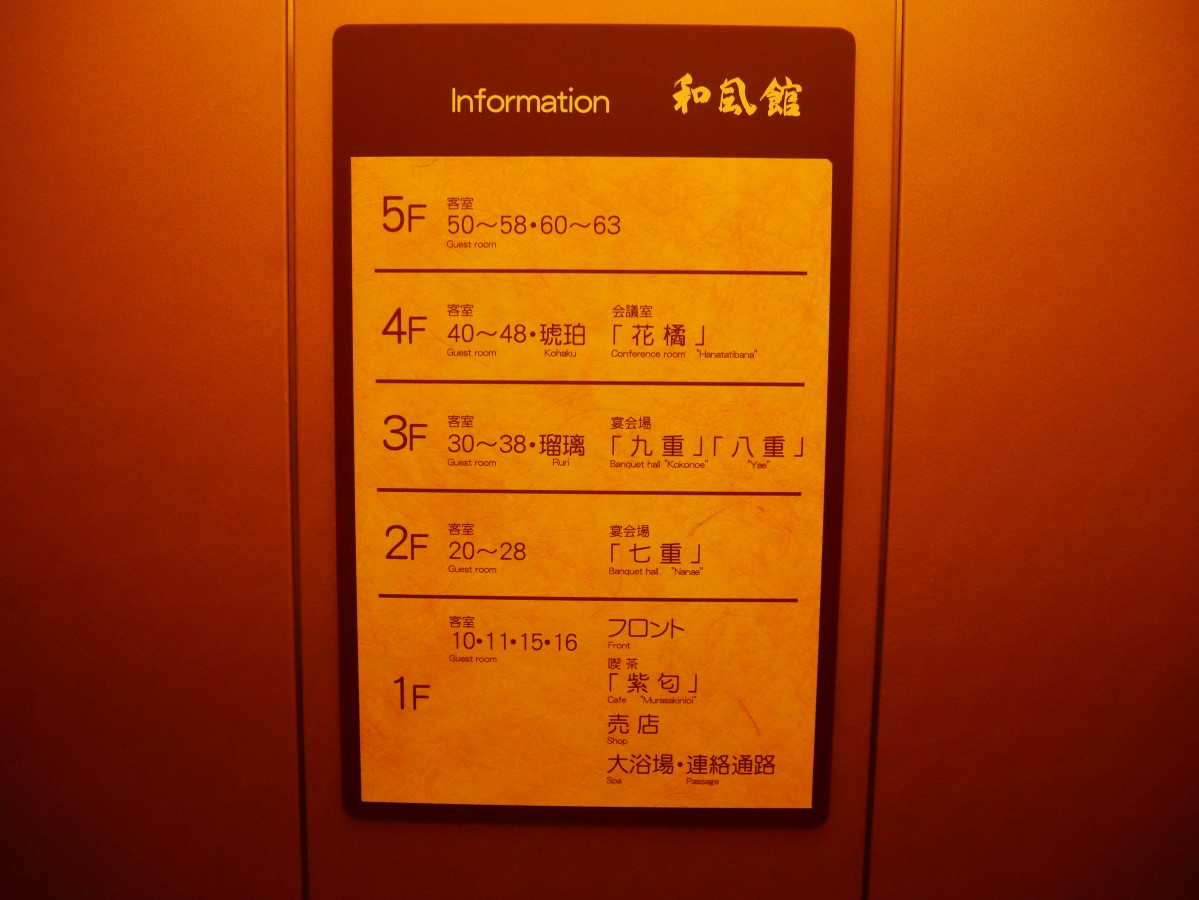 Information 和風館
5F
客室
50～58・60～63
Guest room
4F
客室
40～48・琥珀
Guest room Kohaku
会議室
「花橘」
Conference room "Hanatatibana"
3F
客室
30～38・瑠璃
Guest room Ruri
宴会場
「九重」「八重」
Banquet hall "Kokonoe" "Yae"
2F
客室
20～28
Guest room
宴会場
「七重」
Banquet hall "Nanae"
1F
客室
10・11・15・16
Guest room
フロント
Front
喫茶
「紫匂」
Cafe "Murasakinioi"
売店
Shop
大浴場・連絡通路
Spa Passage